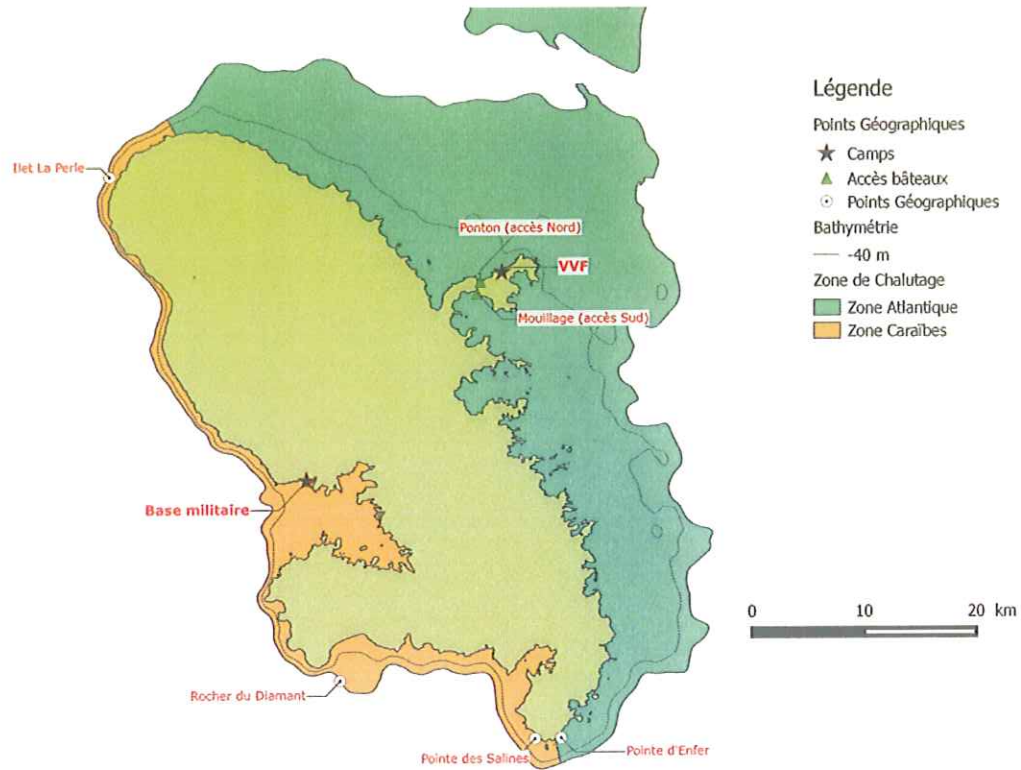 Ilet La Perle
Ponton (accès Nord)
VVF
Mouillage (accès Sud)
Base militaire
Rocher du Diamant
Pointe des Salines
Pointe d'Enfer
Légende
Points Géographiques
Camps
Accès bâteaux
Points Géographiques
Bathymétrie
-40 m
Zone de Chalutage
Zone Atlantique
Zone Caraïbes
0 10 20 km